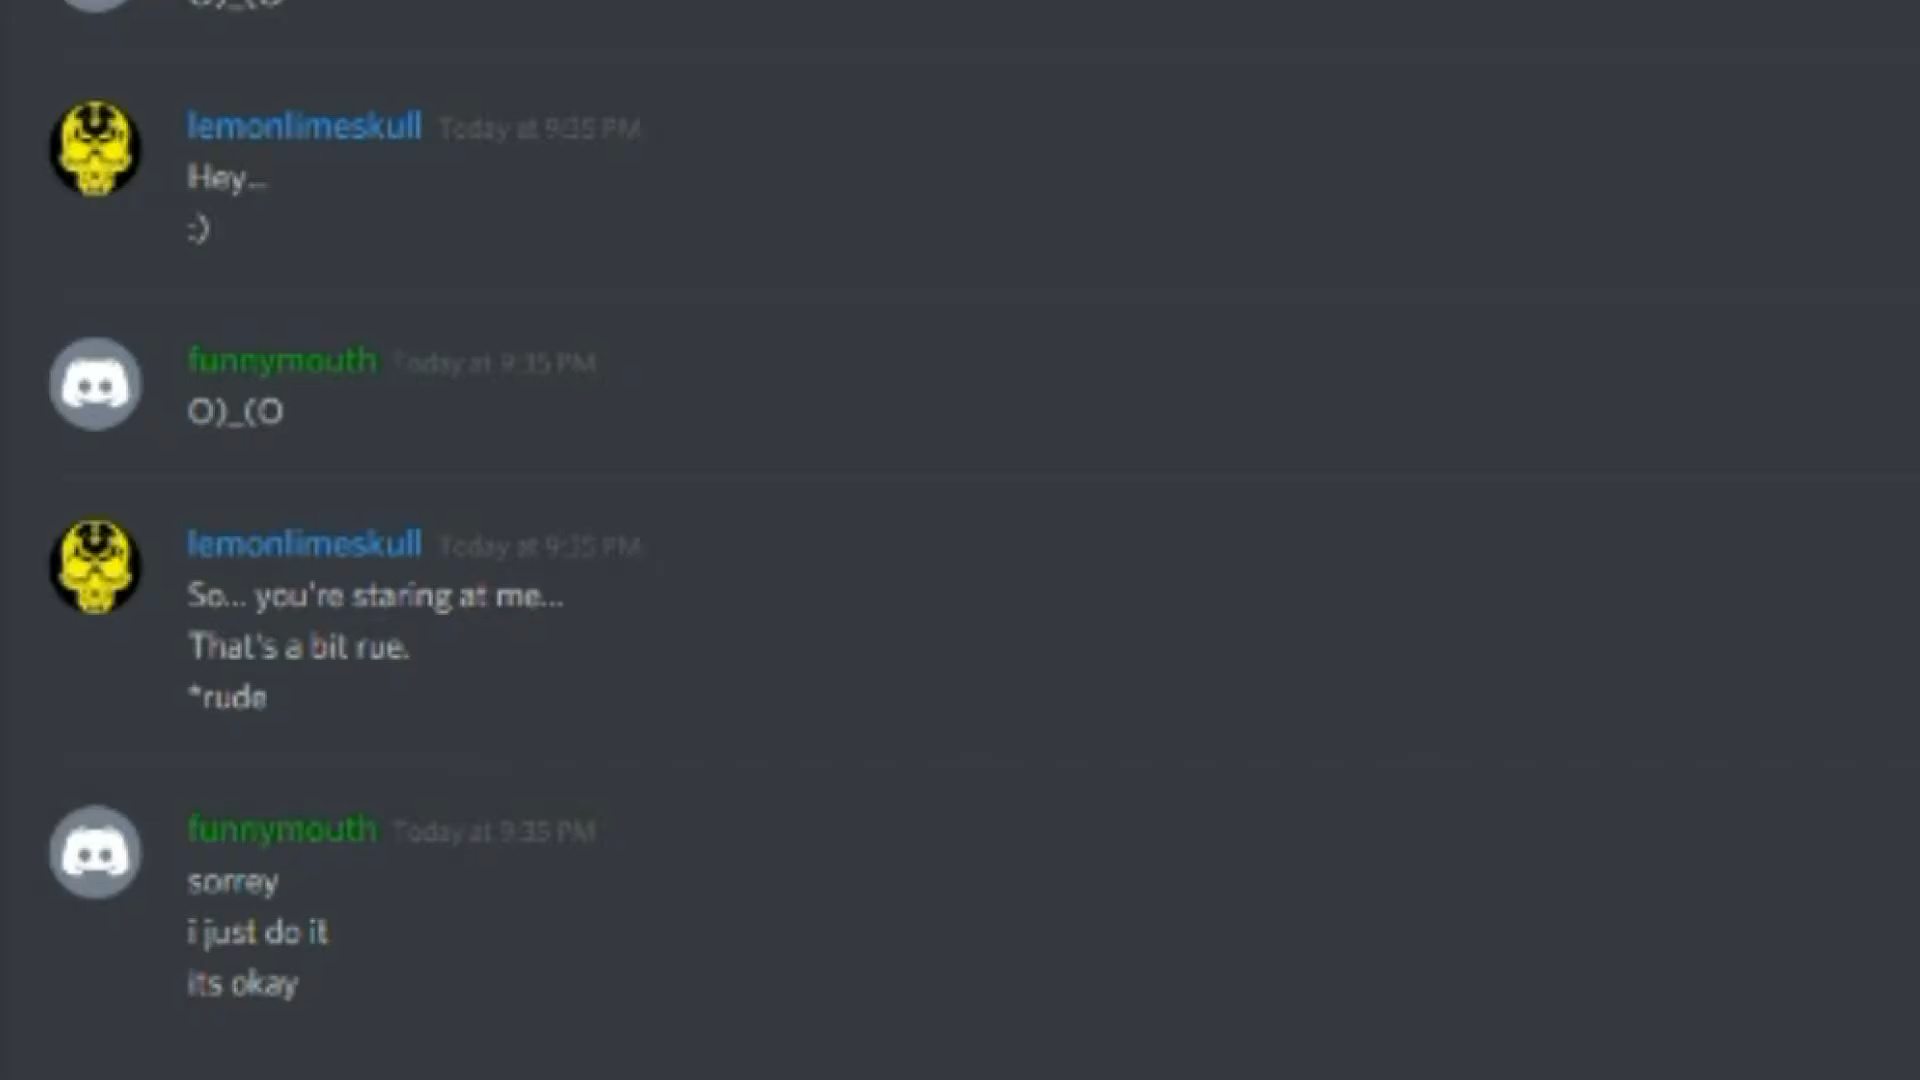 O)_(O
lemonlimeskull Today at 9:35 PM
Hey...
:)
funnymouth Today at 9:35 PM
O)_(O
lemonlimeskull Today at 9:35 PM
So... you're staring at me...
That's a bit rue.
*rude
funnymouth Today at 9:35 PM
sorrey
i just do it
its okay